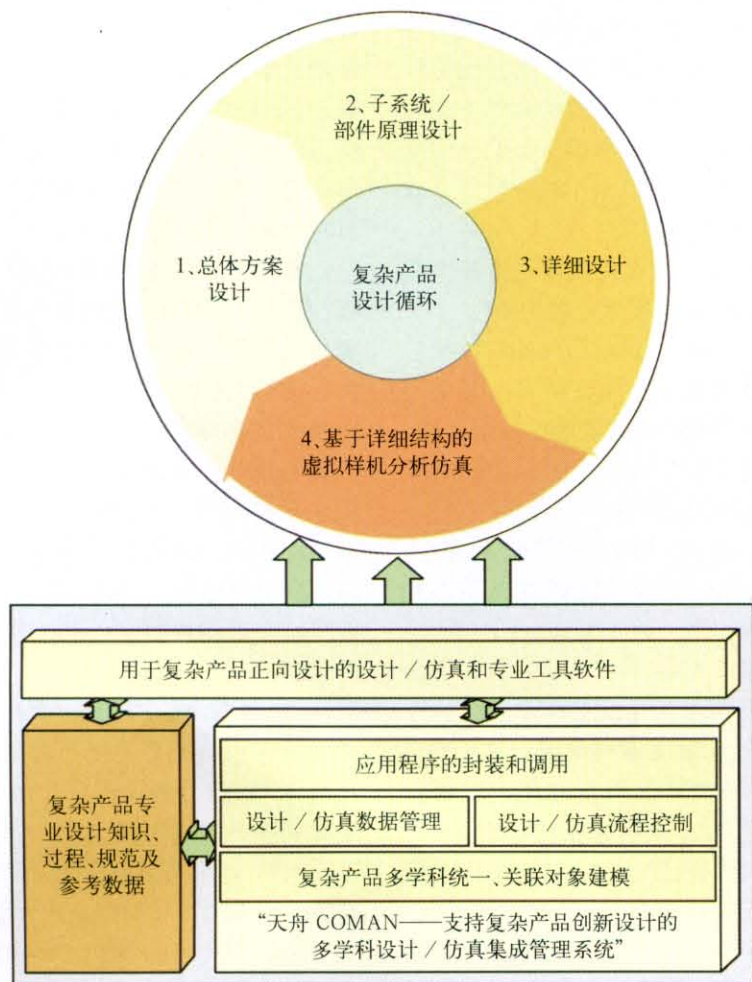 2、子系统 /
部件原理设计
1、总体方案
设计
复杂产品
设计循环
3、详细设计
4、基于详细结构的
虚拟样机分析仿真
用于复杂产品正向设计的设计 / 仿真和专业工具软件
复杂产品专
业设计知识、
过程、规范及
参考数据
应用程序的封装和调用
设计 / 仿真数据管理
设计 / 仿真流程控制
复杂产品多学科统一、关联对象建模
“天舟 COMAN——支持复杂产品创新设计的
多学科设计 / 仿真集成管理系统”